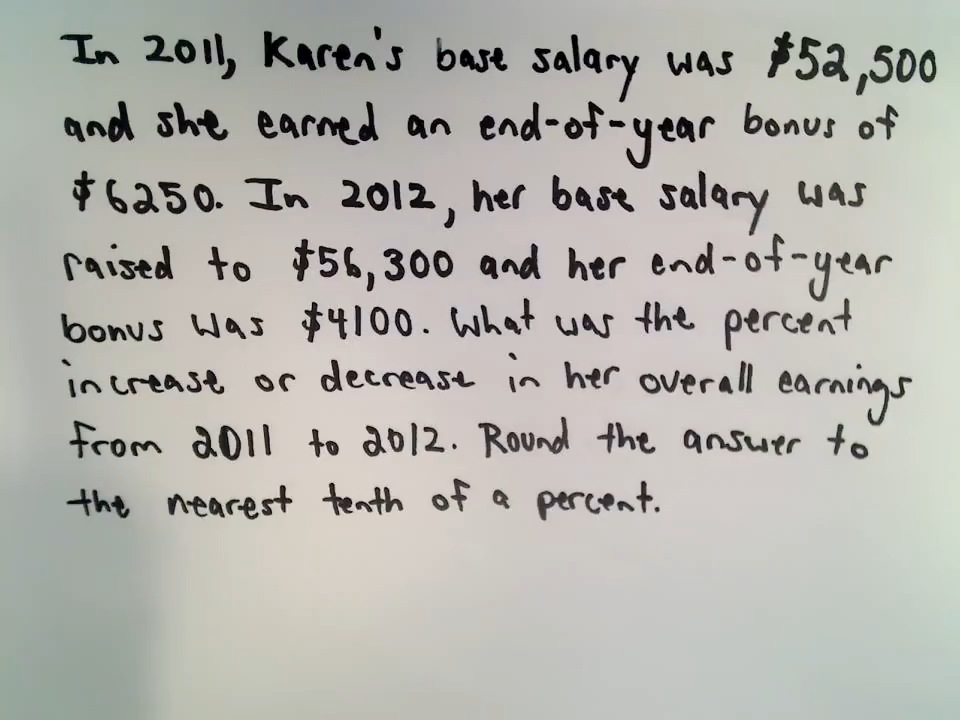 In 2011, Karen's base salary was $52,500
and she earned an end-of-year bonus of
$6250. In 2012, her base salary was
raised to $56,300 and her end-of-year
bonus was $4100. What was the percent
increase or decrease in her overall earnings
from 2011 to 2012. Round the answer to
the nearest tenth of a percent.